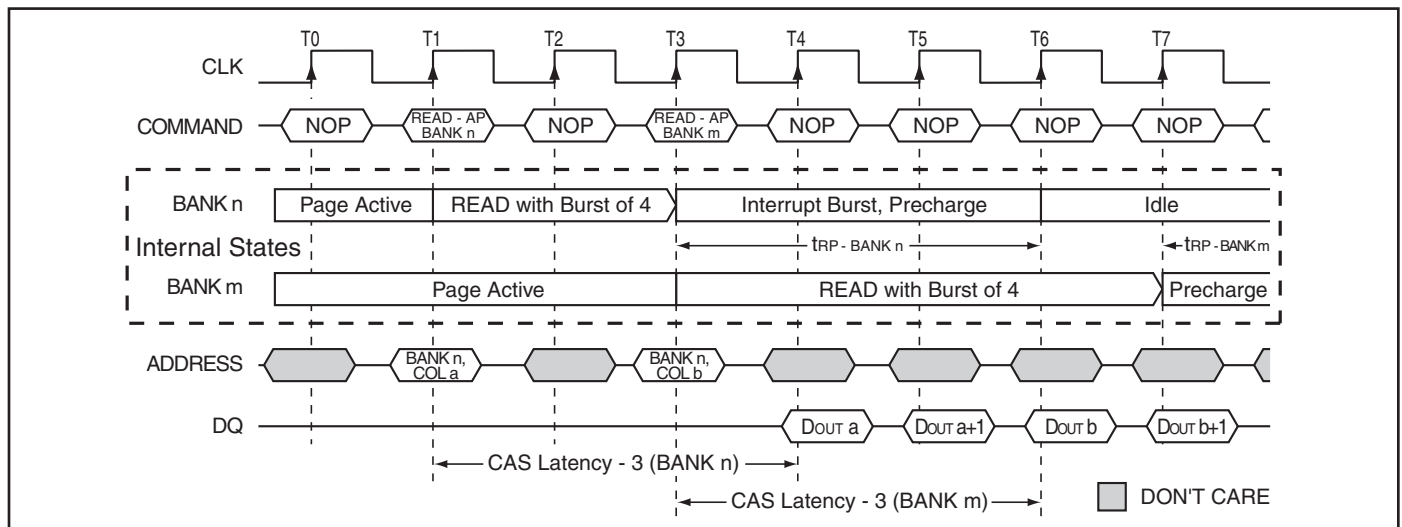 T0 T1 T2 T3 T4 T5 T6 T7
CLK
COMMAND NOP READ - AP BANK n NOP READ - AP BANK m NOP NOP NOP NOP
BANK n Page Active READ with Burst of 4 Interrupt Burst, Precharge Idle
Internal States tRP - BANK n tRP - BANK m
BANK m Page Active READ with Burst of 4 Precharge
ADDRESS BANK n, COL a BANK n, COL b
DQ DOUT a DOUT a+1 DOUT b DOUT b+1
CAS Latency - 3 (BANK n)
CAS Latency - 3 (BANK m) DON'T CARE